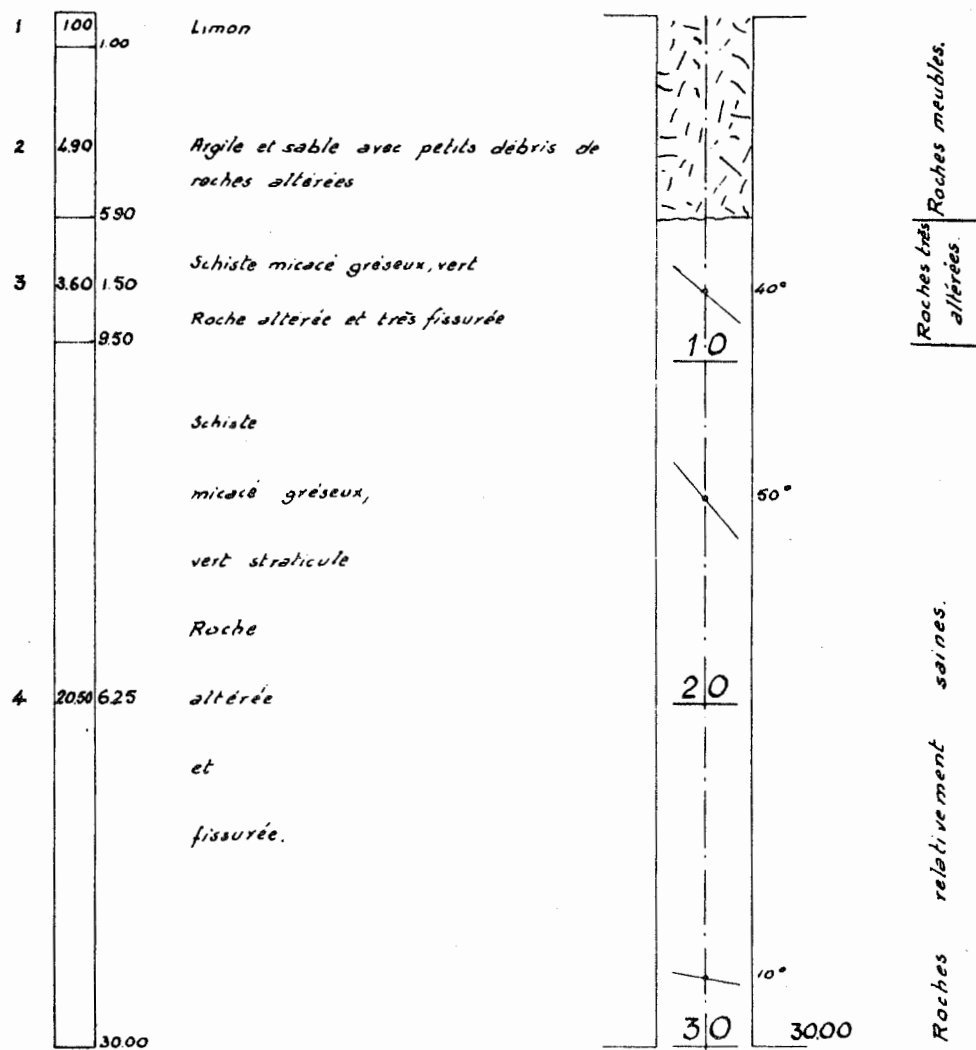 1 1.00 Limon
1.00
2 4.90 Argile et sable avec petits débris de
roches altérées
5.90
3 3.60 1.50 Schiste micacé gréseux, vert
Roche altérée et très fissurée
9.50
Schiste
micacé gréseux,
vert straticule
Roche
4 20.50 6.25 altérée
et
fissurée.
30.00
40°
10
50°
20
10°
30 30.00
Roches meubles.
Roches très
altérées.
Roches relativement saines.